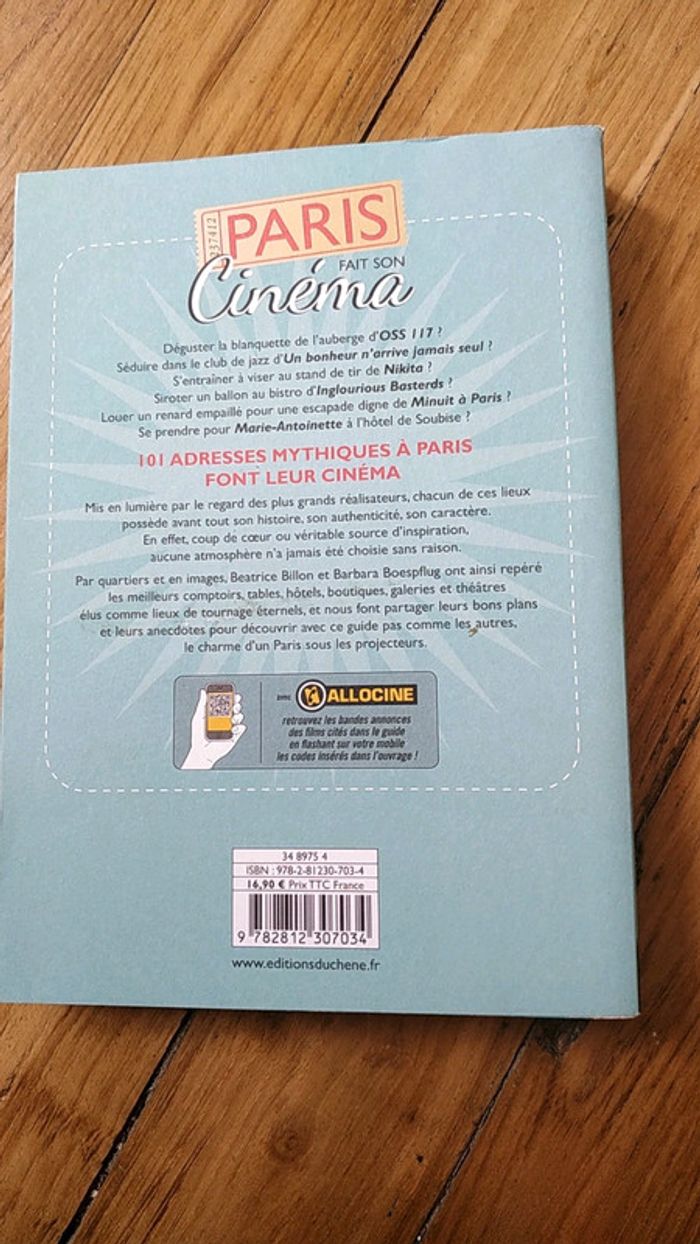 237412
PARIS
FAIT SON
Cinéma
Déguster la blanquette de l'auberge d'OSS 117 ?
Séduire dans le club de jazz d'Un bonheur n'arrive jamais seul ?
S'entraîner à viser au stand de tir de Nikita ?
Siroter un ballon au bistro d'Inglourious Basterds ?
Louer un renard empaillé pour une escapade digne de Minuit à Paris ?
Se prendre pour Marie-Antoinette à l'hôtel de Soubise ?
101 ADRESSES MYTHIQUES À PARIS
FONT LEUR CINÉMA
Mis en lumière par le regard des plus grands réalisateurs, chacun de ces lieux
possède avant tout son histoire, son authenticité, son caractère.
En effet, coup de cœur ou véritable source d'inspiration,
aucune atmosphère n'a jamais été choisie sans raison.
Par quartiers et en images, Beatrice Billon et Barbara Boespflug ont ainsi repéré
les meilleurs comptoirs, tables, hôtels, boutiques, galeries et théâtres
élus comme lieux de tournage éternels, et nous font partager leurs bons plans
et leurs anecdotes pour découvrir avec ce guide pas comme les autres,
le charme d'un Paris sous les projecteurs.
avec ALLOCINE
retrouvez les bandes annonces
des films cités dans le guide
en flashant sur votre mobile
les codes insérés dans l'ouvrage !
34 8975 4
ISBN : 978-2-81230-703-4
16,90 € Prix TTC France
9 782812 307034
www.editionsduchene.fr